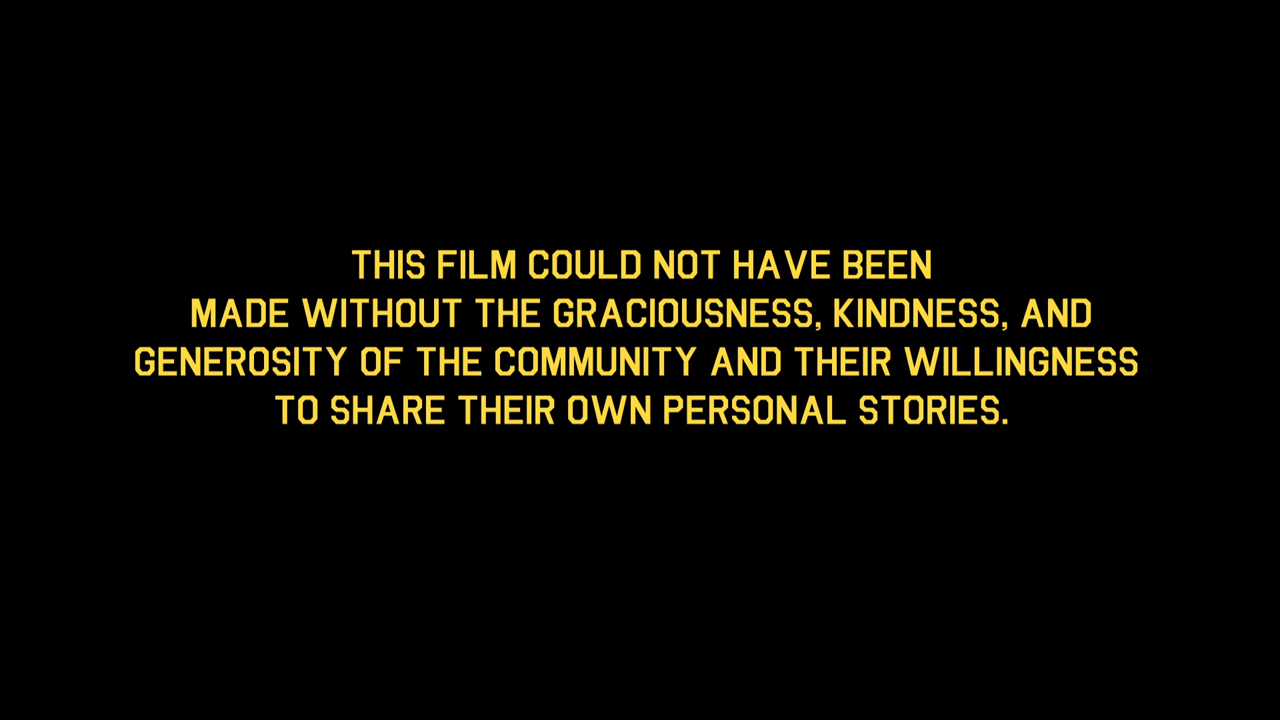 THIS FILM COULD NOT HAVE BEEN
MADE WITHOUT THE GRACIOUSNESS, KINDNESS, AND
GENEROSITY OF THE COMMUNITY AND THEIR WILLINGNESS
TO SHARE THEIR OWN PERSONAL STORIES.